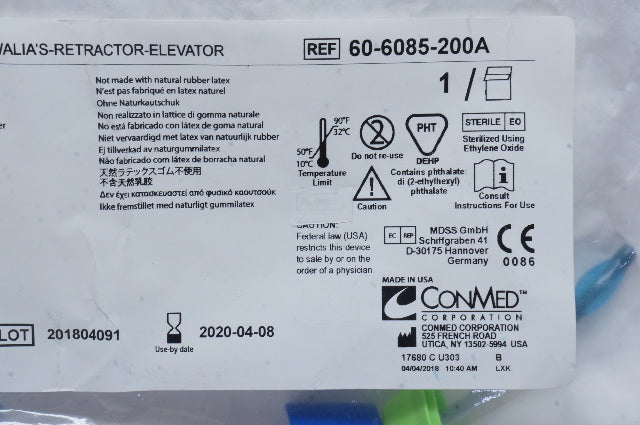 WALIA'S-RETRACTOR-ELEVATOR
REF 60-6085-200A
1 /
Not made with natural rubber latex
N'est pas fabriqué en latex naturel
Ohne Naturkautschuk
Non realizzato in lattice di gomma naturale
No está fabricado con látex de goma natural
Niet vervaardigd met latex van natuurlijk rubber
Ej tillverkad av naturgummilatex
Não fabricado com látex de borracha natural
天然ラテックスゴム不使用
不含天然乳胶
Δεν έχει κατασκευαστεί από φυσικό καουτσούκ
Ikke fremstillet med naturligt gummilatex
90°F
32°C
50°F
10°C
Temperature
Limit
2
Do not re-use
Caution
PHT
DEHP
Contains phthalate:
di (2-ethylhexyl)
phthalate
STERILE EO
Sterilized Using
Ethylene Oxide
i
Consult
Instructions For Use
CAUTION:
Federal law (USA)
restricts this device
to sale by or on the
order of a physician.
EC REP
MDSS GmbH
Schiffgraben 41
D-30175 Hannover
Germany
CE
0086
MADE IN USA
CONMED™
CORPORATION
CONMED CORPORATION
525 FRENCH ROAD
UTICA, NY 13502-5994 USA
17680 C U303 B
04/04/2018 10:40 AM LXK
LOT 201804091
Use-by date
2020-04-08